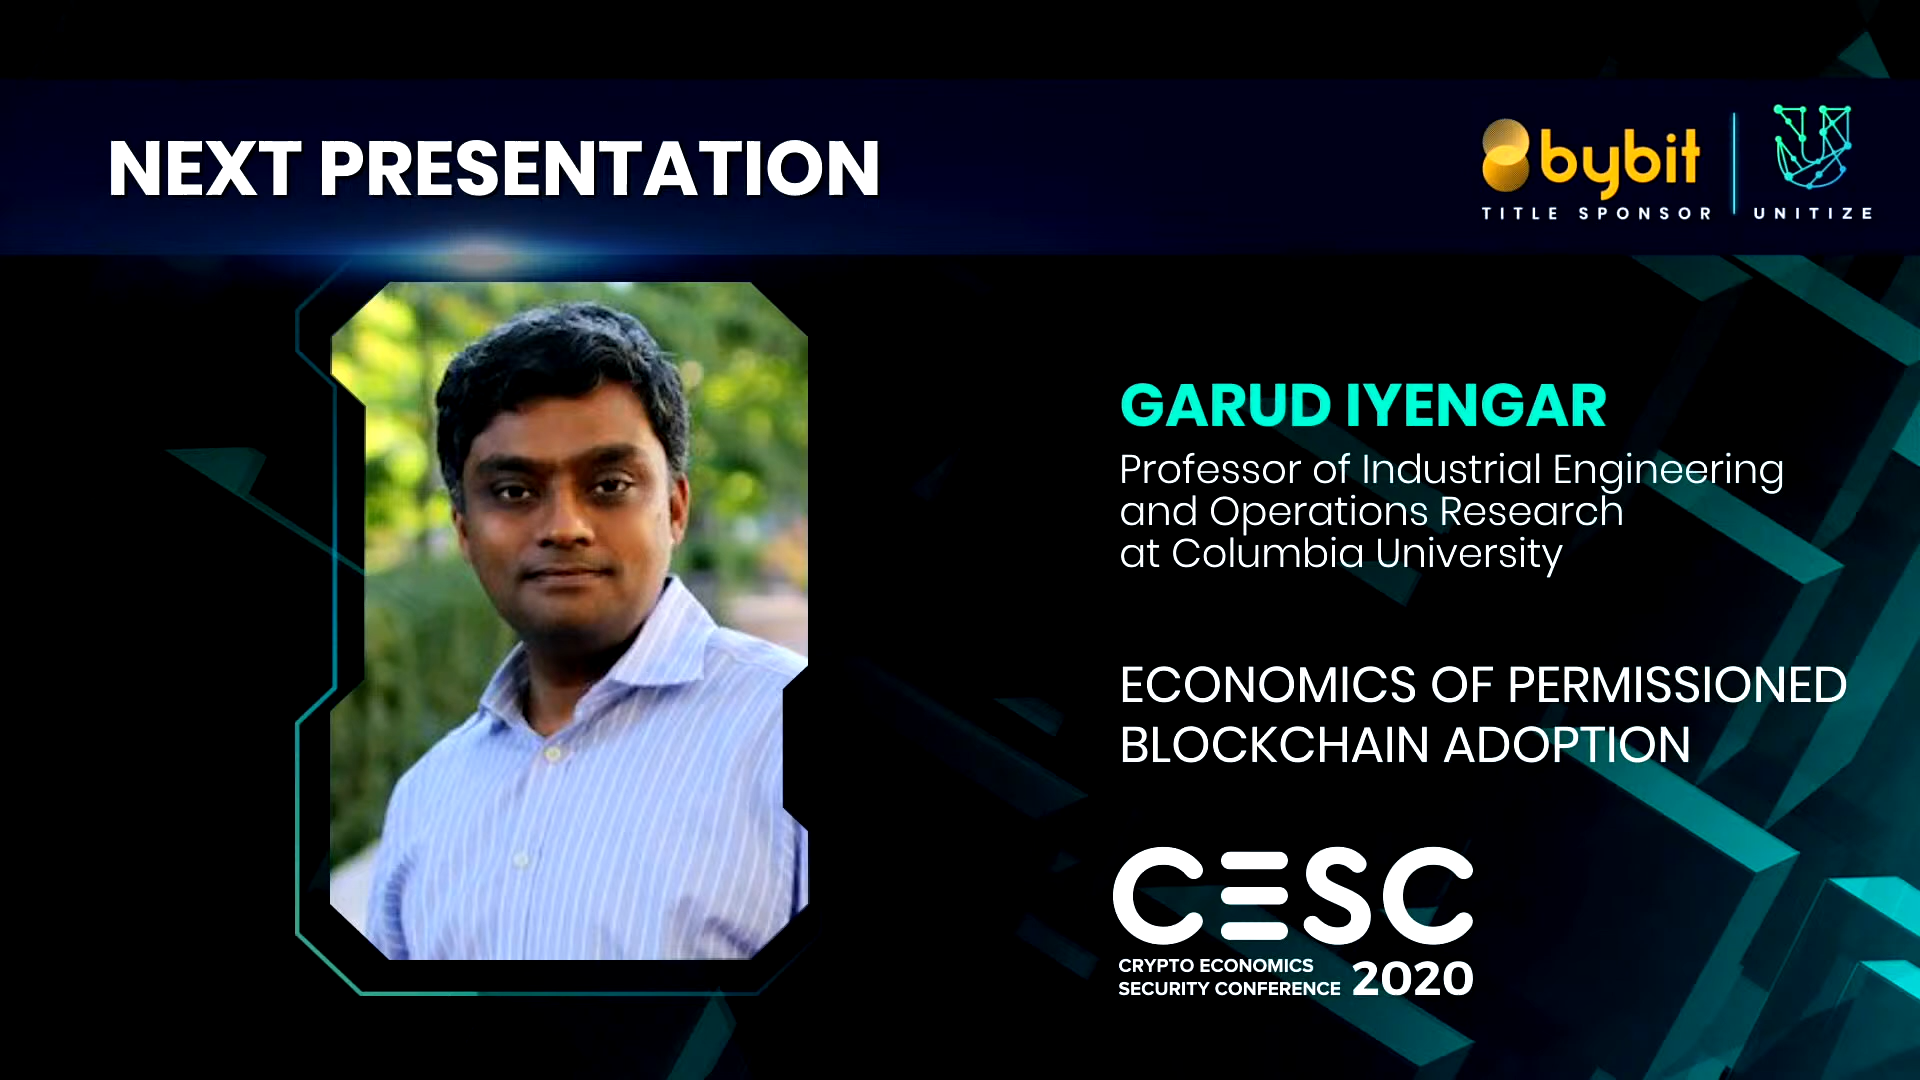 NEXT PRESENTATION
bybit
TITLE SPONSOR
UNITIZE
GARUD IYENGAR
Professor of Industrial Engineering
and Operations Research
at Columbia University
ECONOMICS OF PERMISSIONED
BLOCKCHAIN ADOPTION
CESC
CRYPTO ECONOMICS
SECURITY CONFERENCE 2020